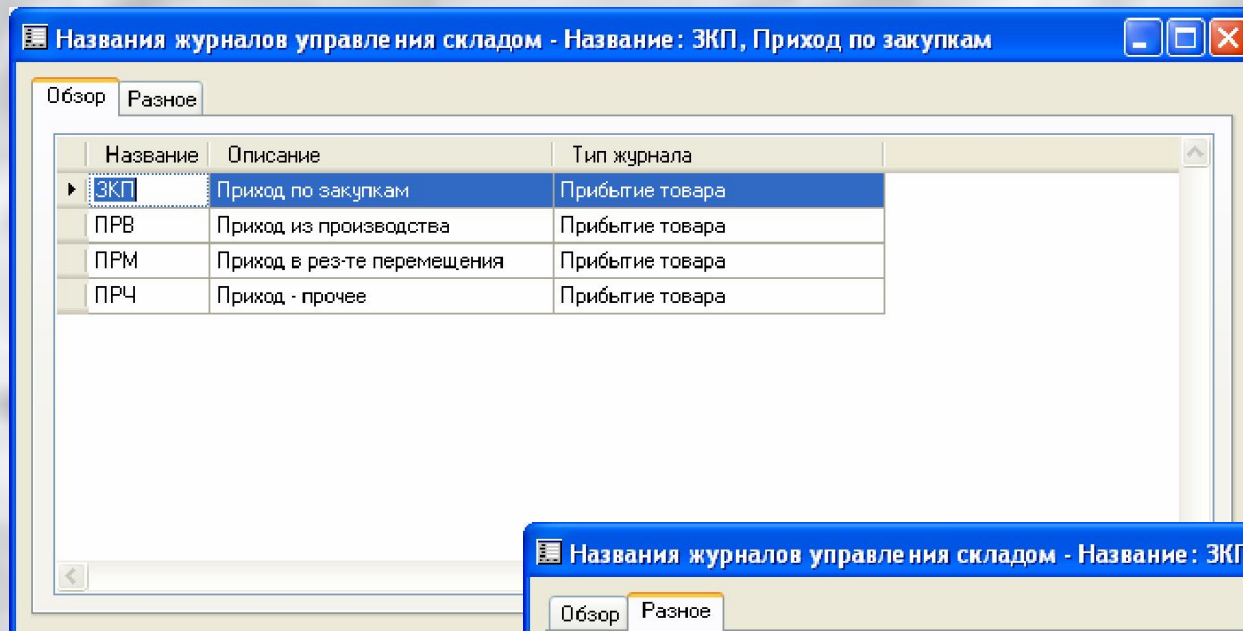 Названия журналов управления складом - Название: ЗКП, Приход по закупкам
Обзор Разное
Название Описание Тип журнала
ЗКП Приход по закупкам Прибытие товара
ПРВ Приход из производства Прибытие товара
ПРМ Приход в рез-те перемещения Прибытие товара
ПРЧ Приход - прочее Прибытие товара
Названия журналов управления складом - Название: ЗКП
Обзор Разное